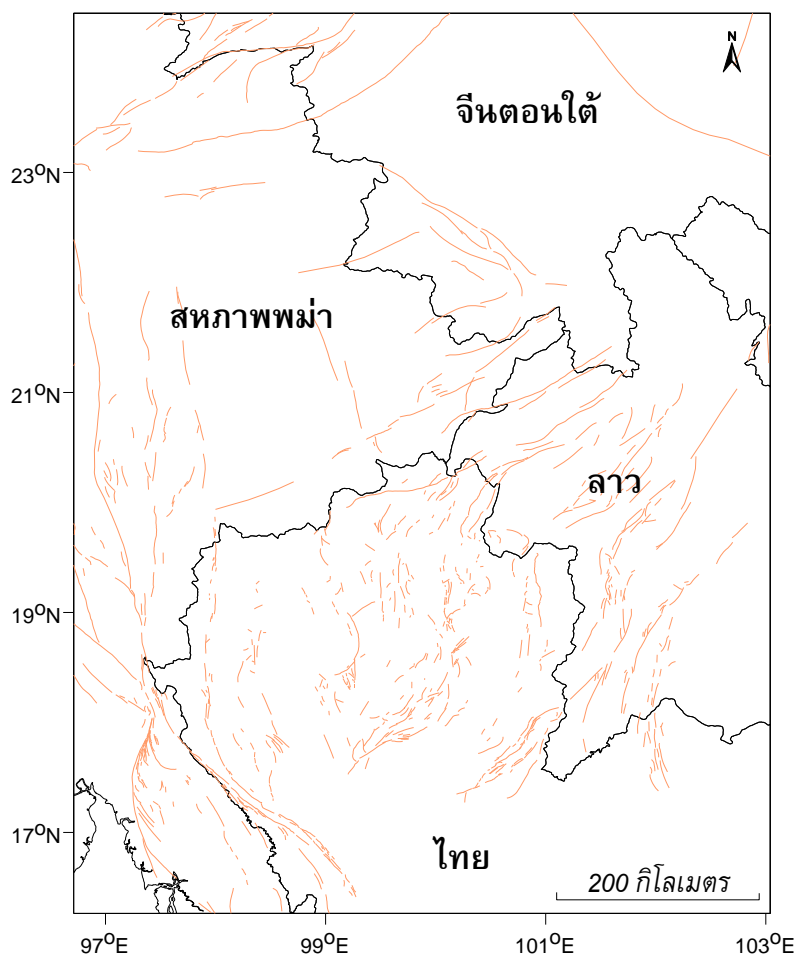 N
จีนตอนใต้
23°N
สหภาพพม่า
21°N
ลาว
19°N
17°N
ไทย
200 กิโลเมตร
97°E
99°E
101°E
103°E